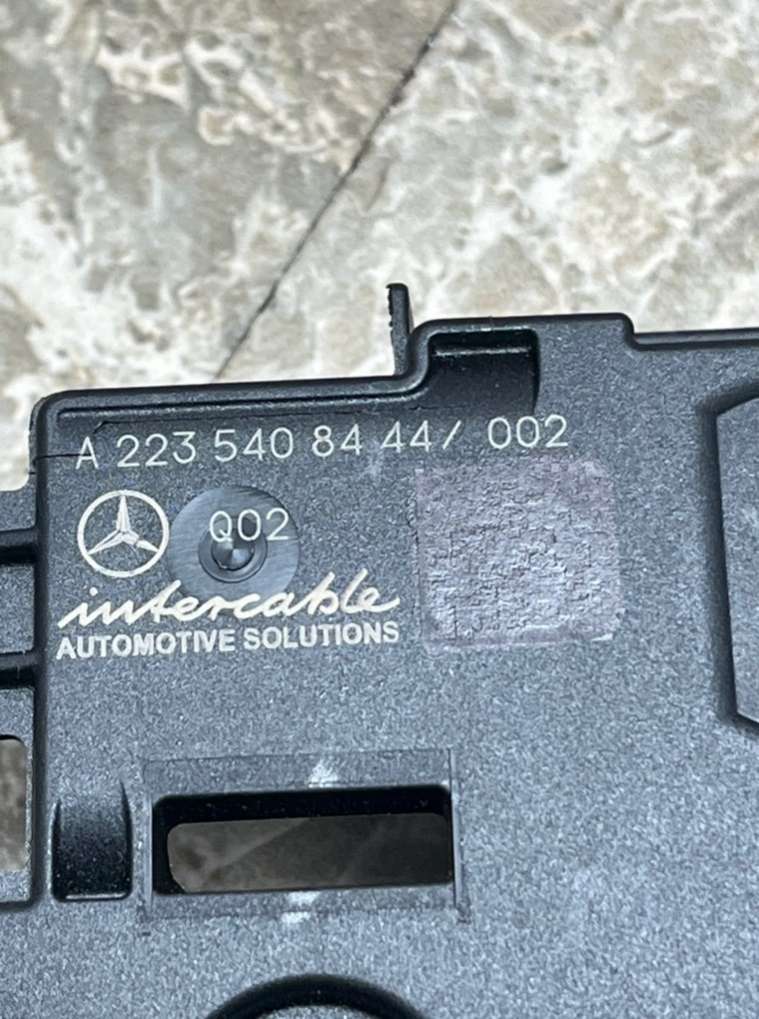 A 223 540 84 44/ 002
Q02
intercable
AUTOMOTIVE SOLUTIONS